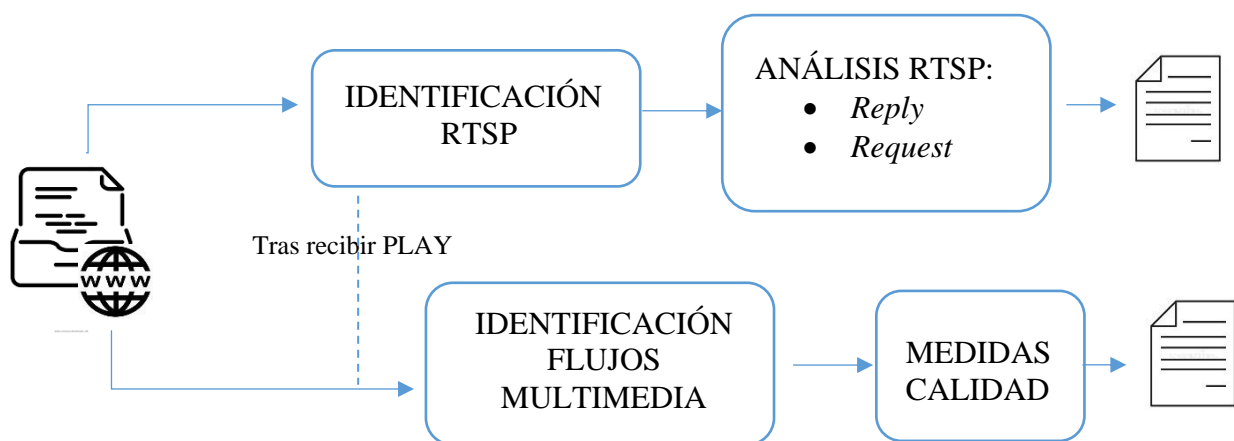 IDENTIFICACIÓN
RTSP
ANÁLISIS RTSP:
• Reply
• Request
Tras recibir PLAY
WWW
IDENTIFICACIÓN
FLUJOS
MULTIMEDIA
MEDIDAS
CALIDAD